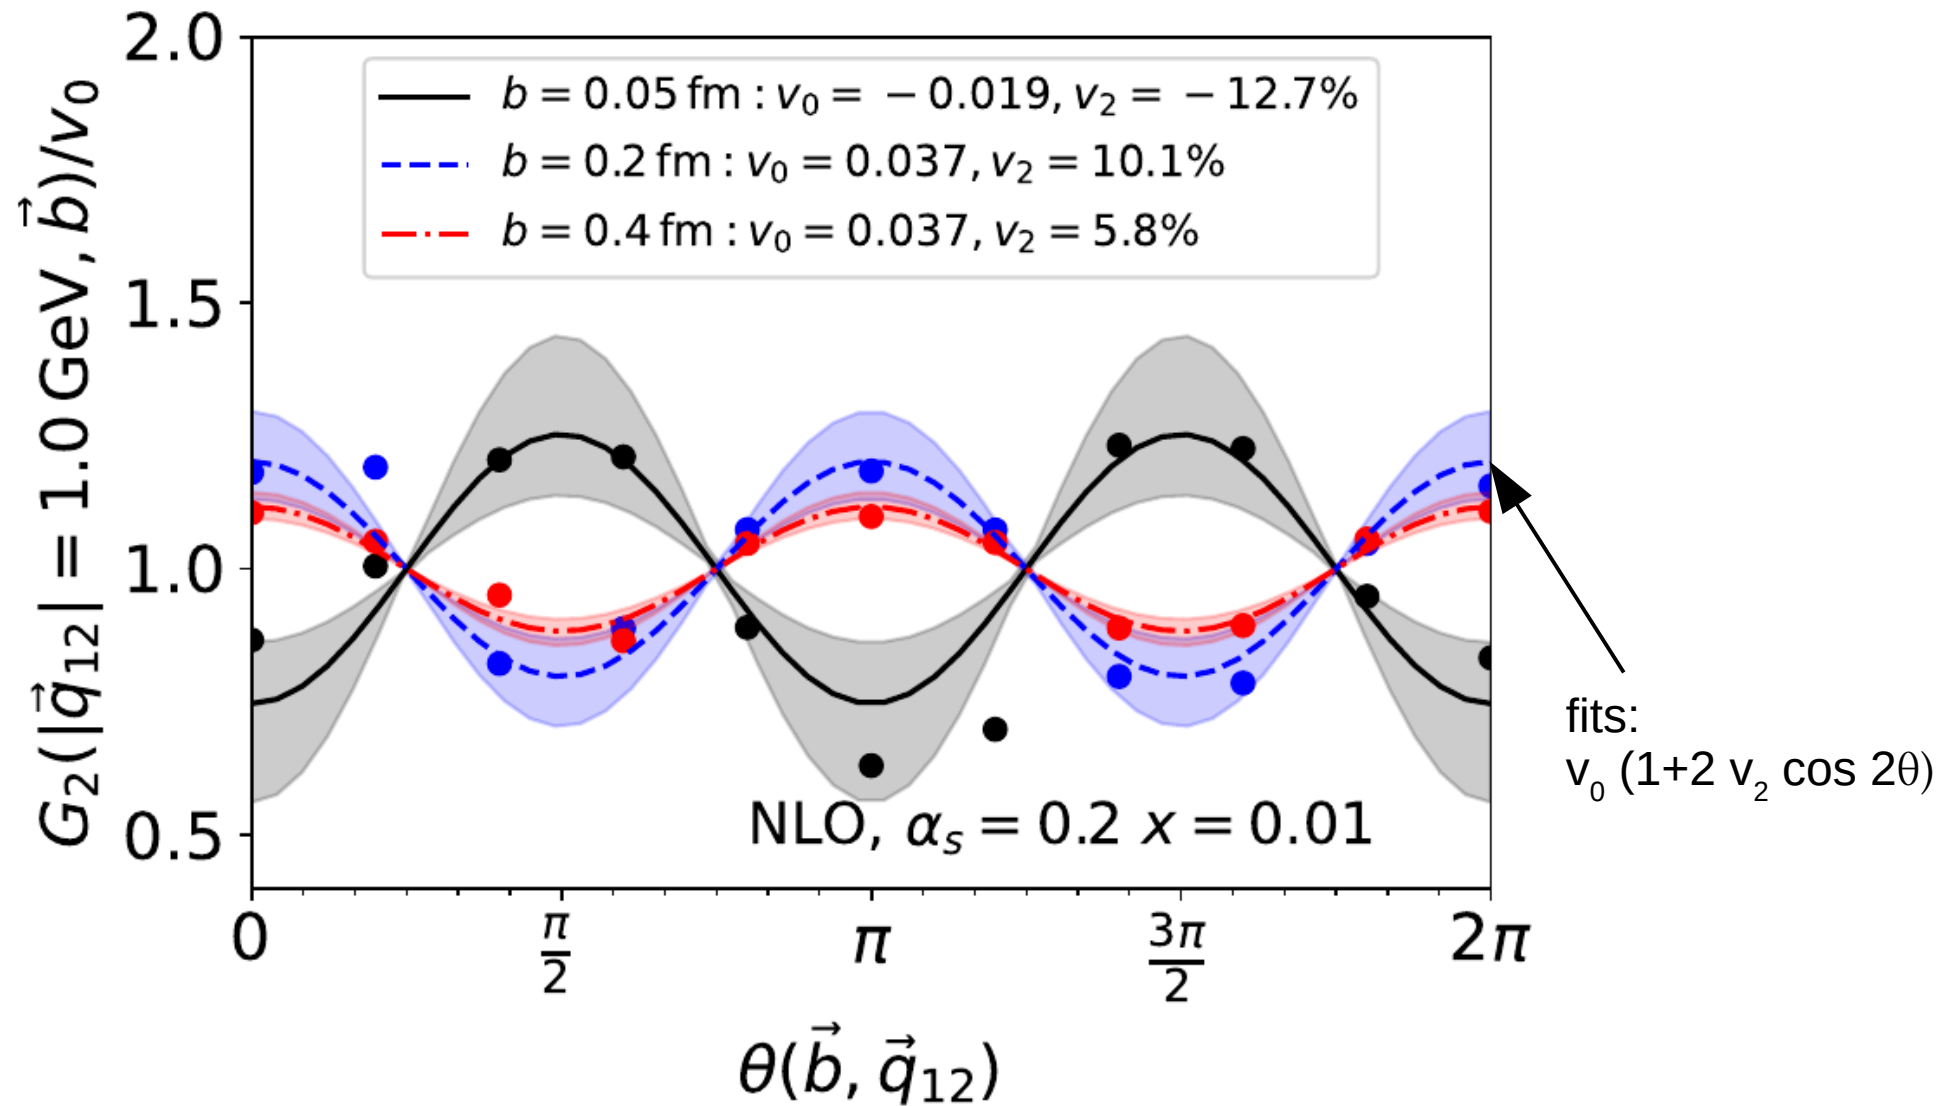 2.0
1.5
1.0
0.5
G₂(|q⃗₁₂| = 1.0 GeV, b⃗)/v₀
b = 0.05 fm : v₀ = −0.019, v₂ = −12.7%
b = 0.2 fm : v₀ = 0.037, v₂ = 10.1%
b = 0.4 fm : v₀ = 0.037, v₂ = 5.8%
NLO, αₛ = 0.2 x = 0.01
fits:
v₀ (1+2 v₂ cos 2θ)
0 π/2 π 3π/2 2π
θ(b⃗, q⃗₁₂)